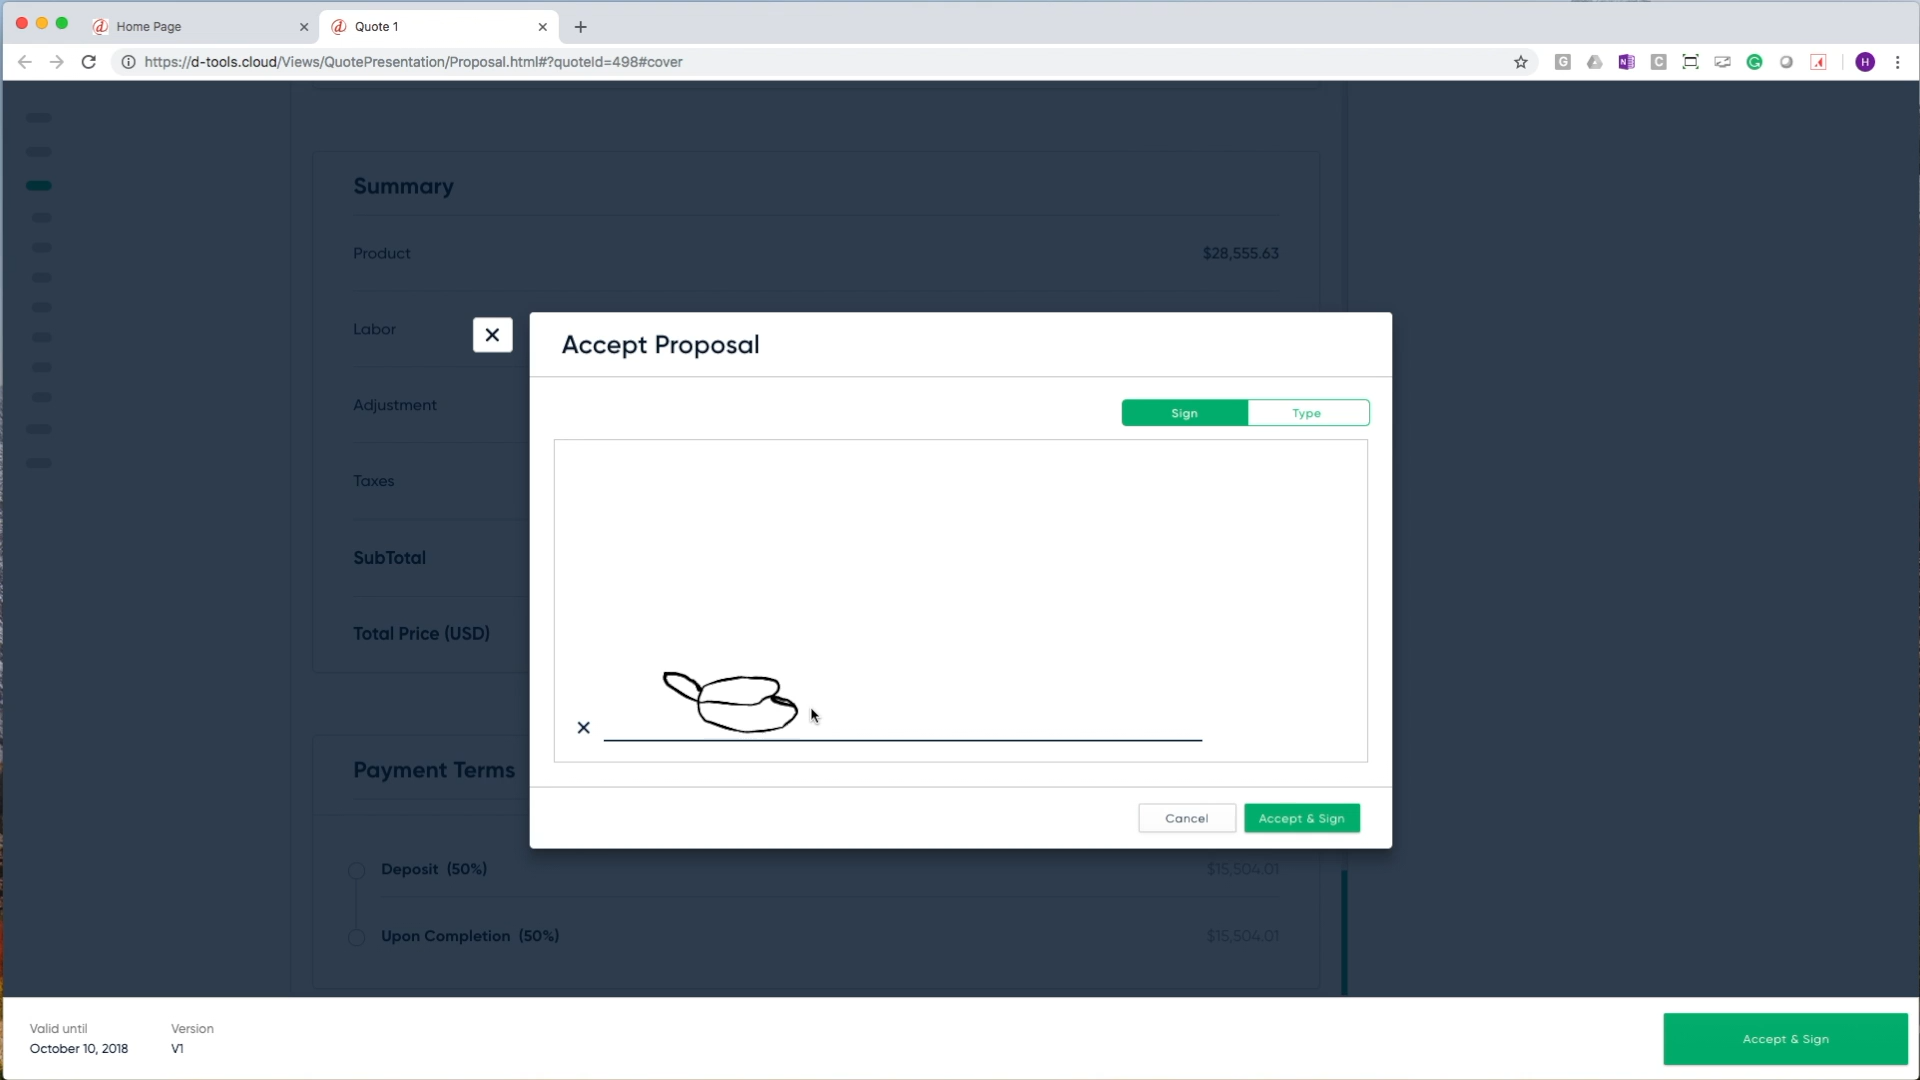 Home Page
Quote 1
https://d-tools.cloud/Views/QuotePresentation/Proposal.html#?quoteId=498#cover
H
Summary
Product $28,555.63
Labor
Adjustment
Taxes
SubTotal
Total Price (USD)
Accept Proposal
Sign Type
Cancel Accept & Sign
Payment Terms
Deposit (50%) $15,504.01
Upon Completion (50%) $15,504.01
Valid until Version
October 10, 2018 V1
Accept & Sign